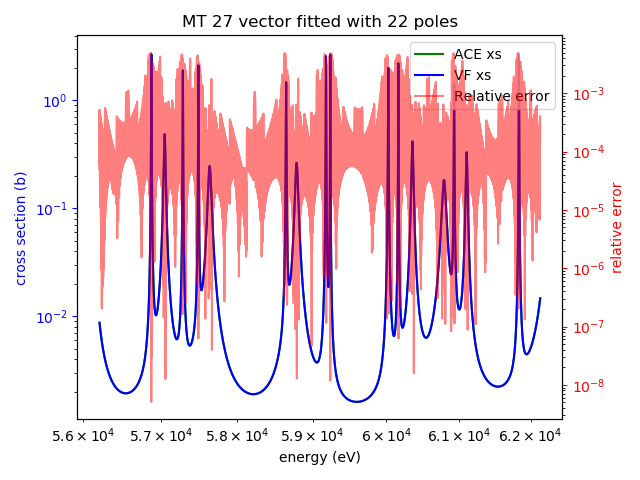 MT 27 vector fitted with 22 poles
ACE xs
VF xs
Relative error
cross section (b)
10⁰
10⁻¹
10⁻²
10⁻³
10⁻⁴
10⁻⁵
10⁻⁶
10⁻⁷
10⁻⁸
relative error
5.6 × 10⁴
5.7 × 10⁴
5.8 × 10⁴
5.9 × 10⁴
6 × 10⁴
6.1 × 10⁴
6.2 × 10⁴
energy (eV)